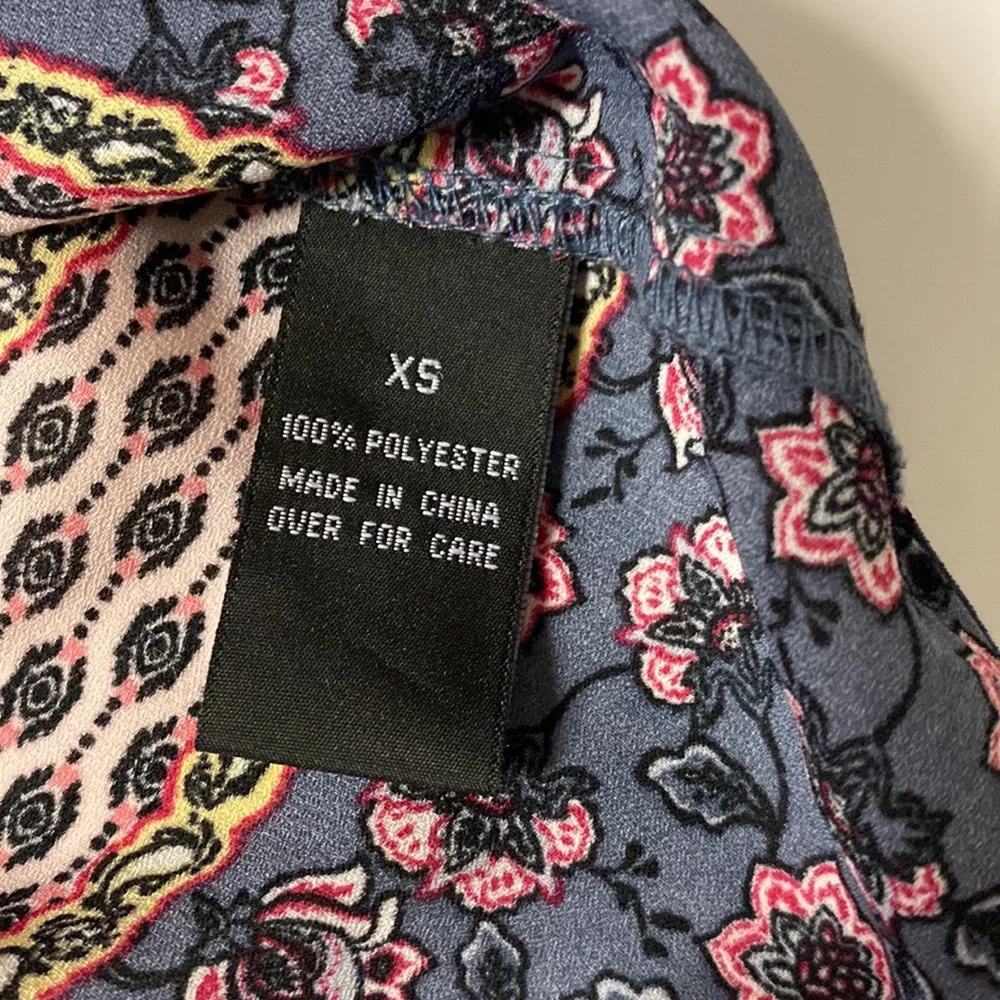 XS
100% POLYESTER
MADE IN CHINA
OVER FOR CARE